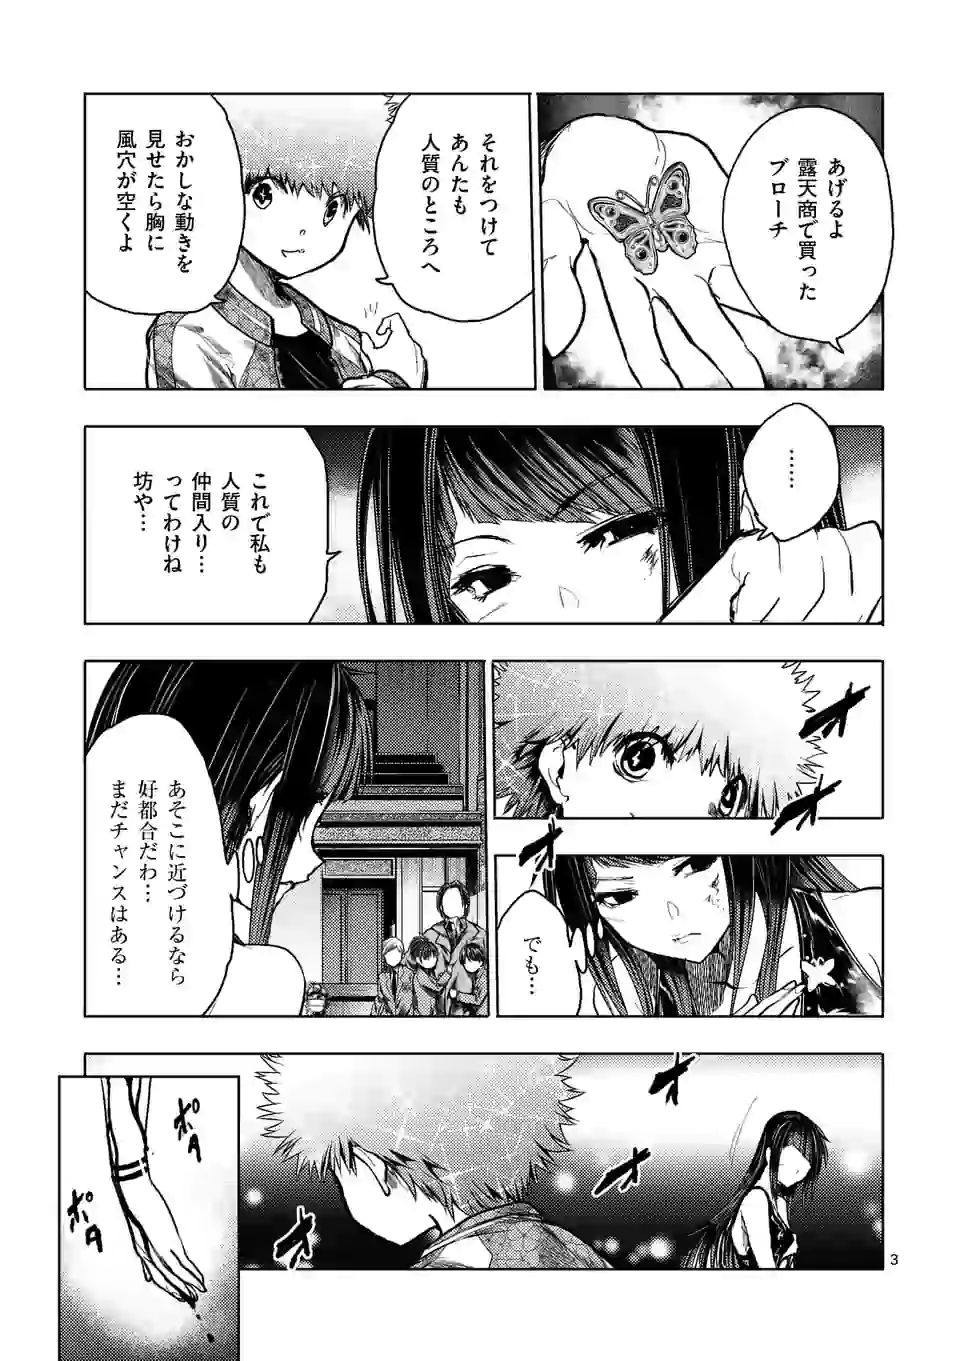 あげるよ
露天商で買った
ブローチ
それをつけて
あんたも
人質のところへ
おかしな動きを
見せたら胸に
風穴が空くよ
……
これで私も
人質の
仲間入り…
ってわけね
坊や…
オオ
オオ
でも…
あそこに近づけるなら
好都合だわ…
まだチャンスはある…
オオ
オオ
ポタ
ポタ
3